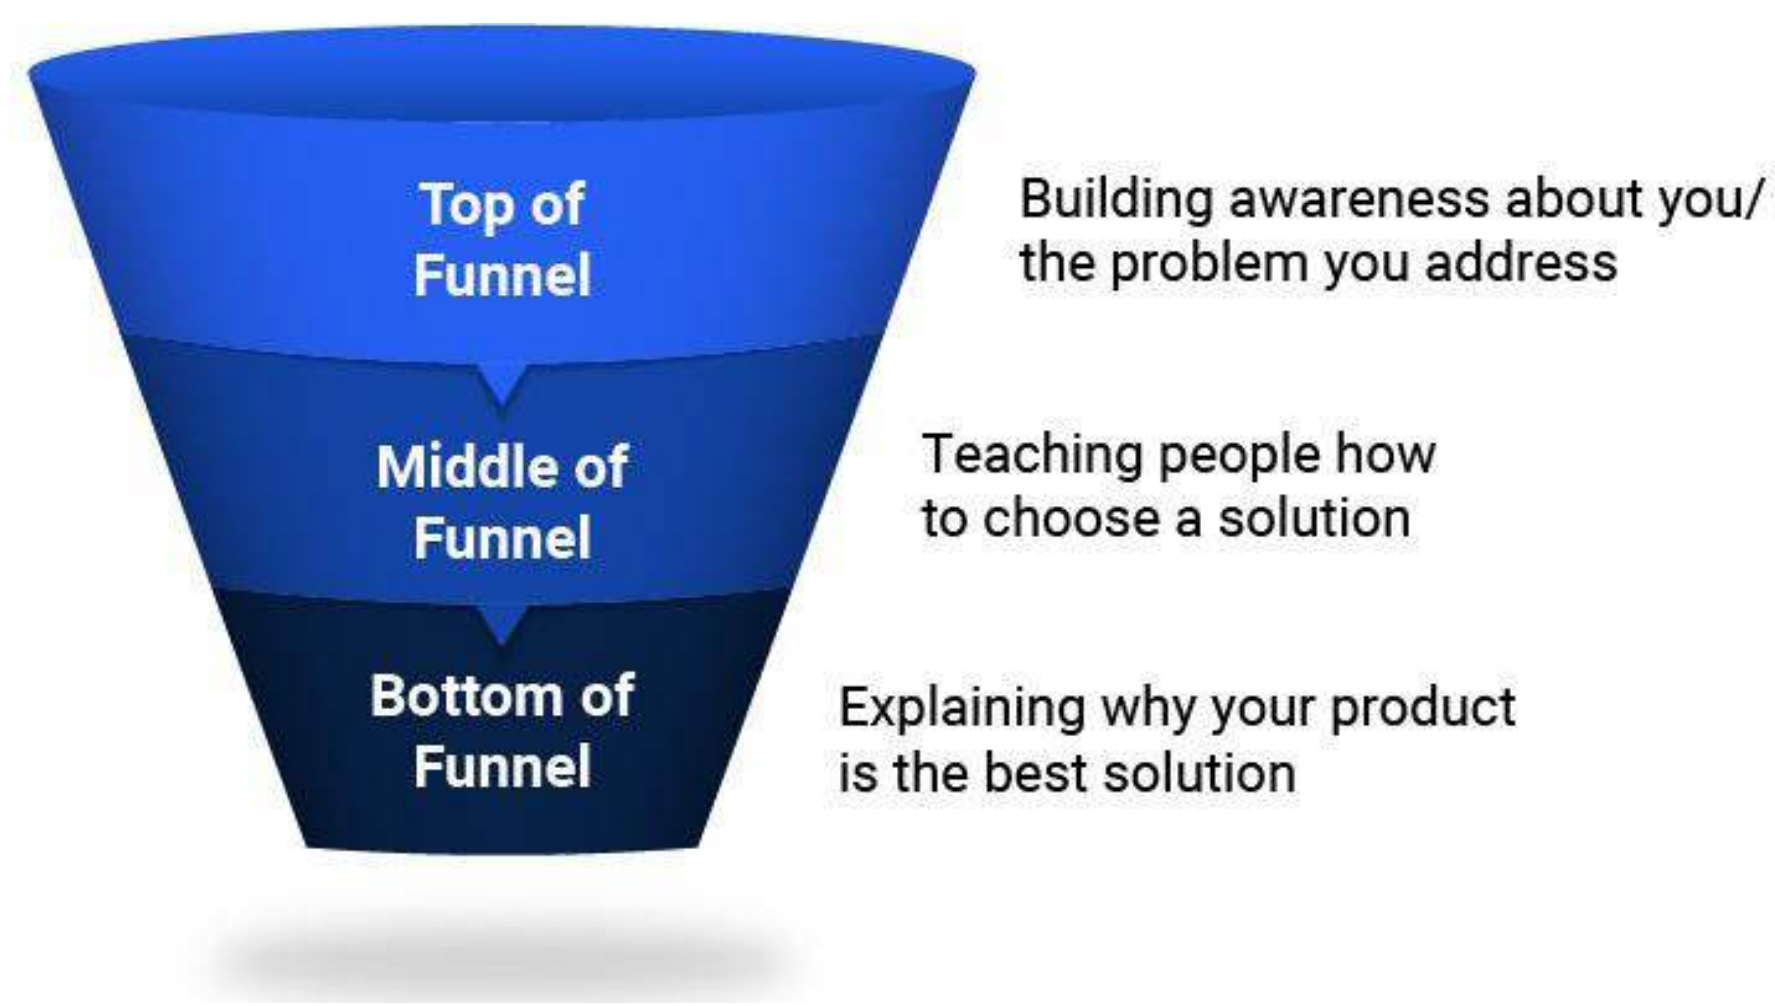 Top of
Funnel
Building awareness about you/
the problem you address
Middle of
Funnel
Teaching people how
to choose a solution
Bottom of
Funnel
Explaining why your product
is the best solution